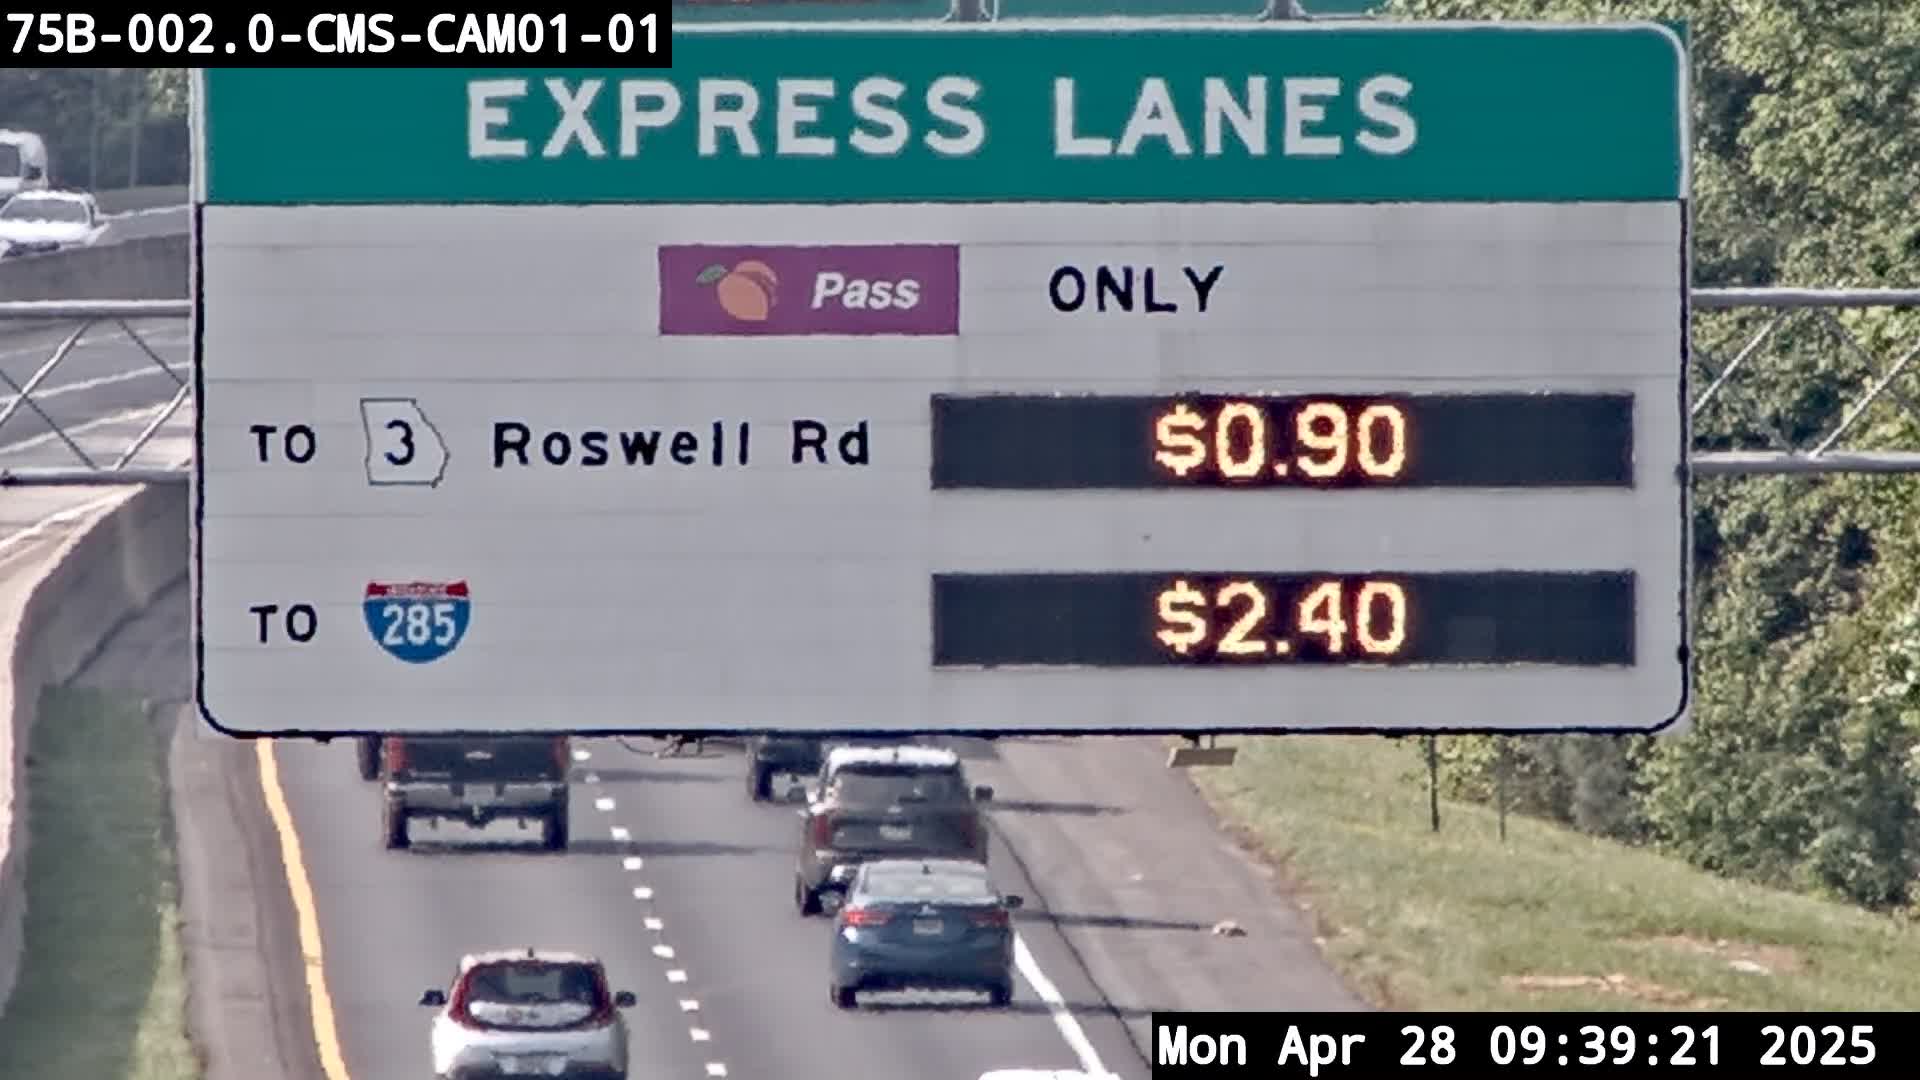 75B-002.0-CMS-CAM01-01
EXPRESS LANES
Pass ONLY
TO 3 Roswell Rd $0.90
TO 285 $2.40
Mon Apr 28 09:39:21 2025